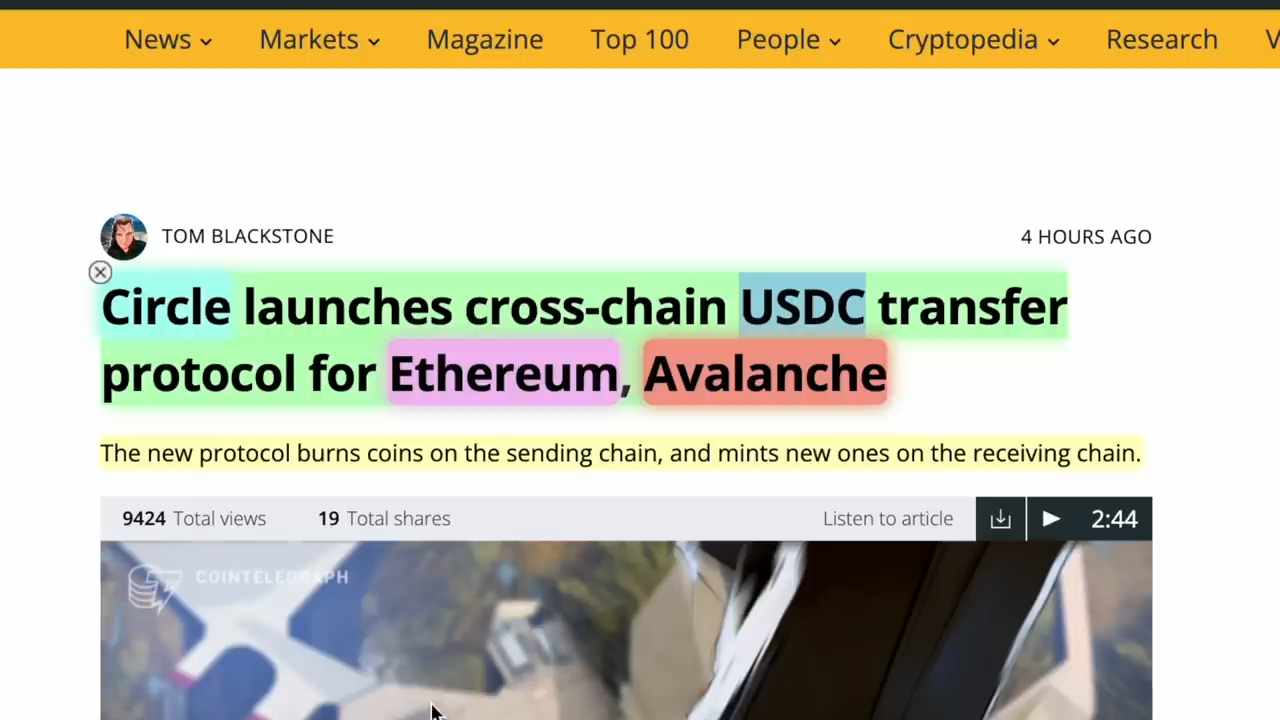 News Markets Magazine Top 100 People Cryptopedia Research V
TOM BLACKSTONE 4 HOURS AGO
Circle launches cross-chain USDC transfer
protocol for Ethereum, Avalanche
The new protocol burns coins on the sending chain, and mints new ones on the receiving chain.
9424 Total views 19 Total shares Listen to article 2:44
COINTELEGRAPH